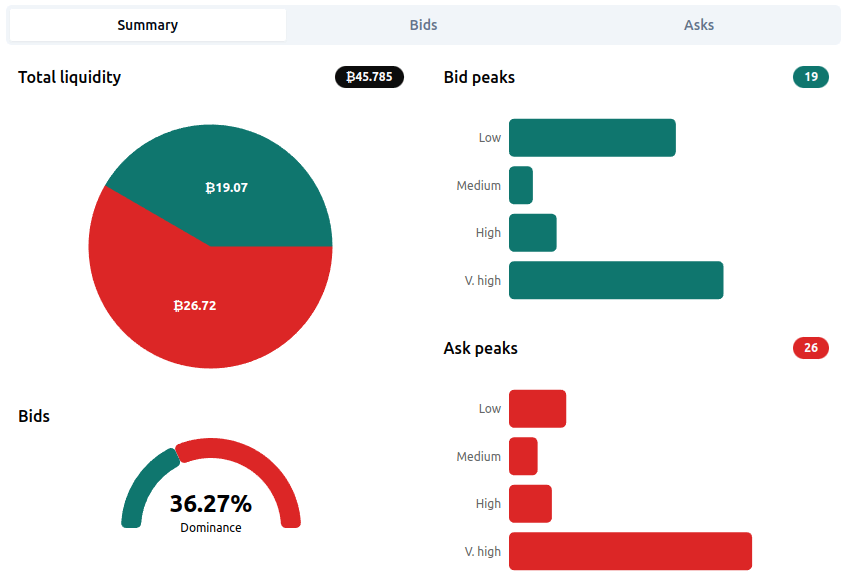 Summary Bids Asks
Total liquidity ₿45.785
₿19.07
₿26.72
Bids
36.27%
Dominance
Bid peaks 19
Low
Medium
High
V. high
Ask peaks 26
Low
Medium
High
V. high